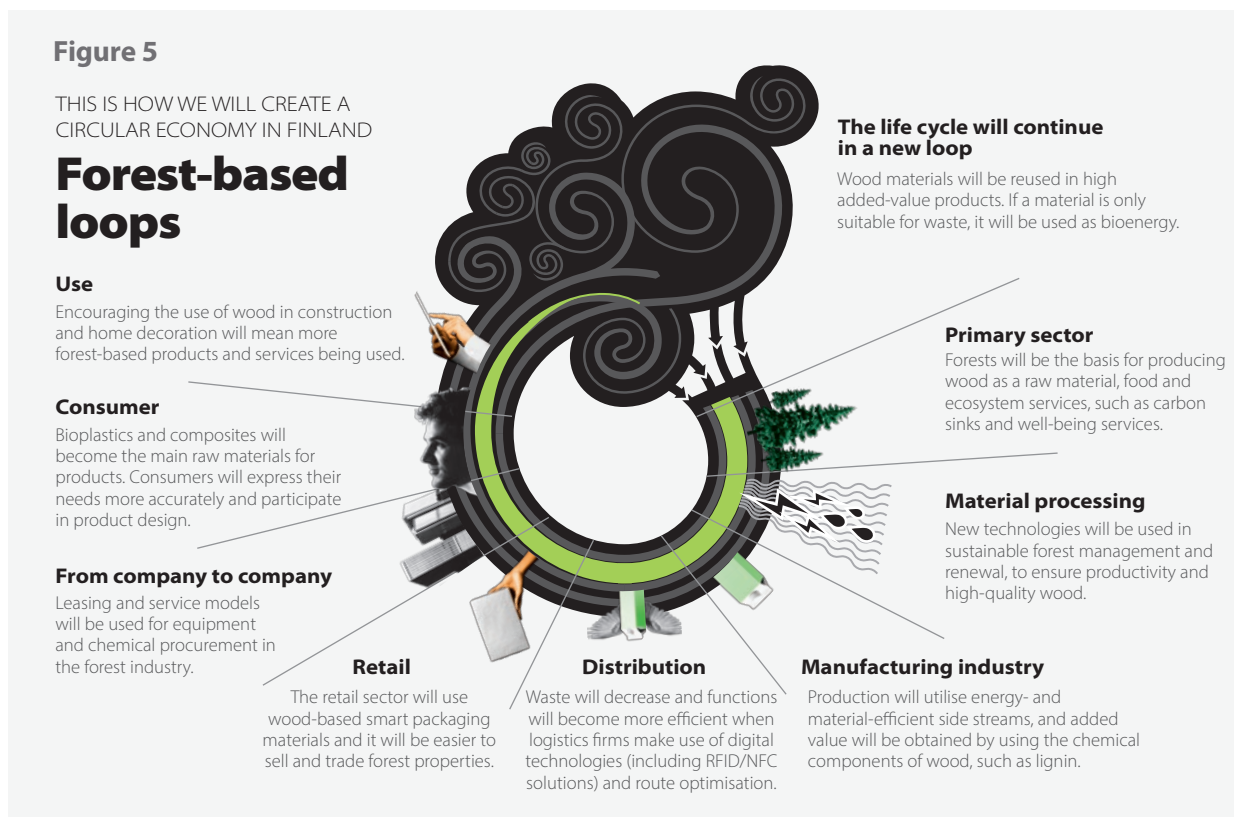 Figure 5
THIS IS HOW WE WILL CREATE A
CIRCULAR ECONOMY IN FINLAND
Forest-based
loops
The life cycle will continue
in a new loop
Wood materials will be reused in high
added-value products. If a material is only
suitable for waste, it will be used as bioenergy.
Primary sector
Forests will be the basis for producing
wood as a raw material, food and
ecosystem services, such as carbon
sinks and well-being services.
Material processing
New technologies will be used in
sustainable forest management and
renewal, to ensure productivity and
high-quality wood.
Manufacturing industry
Production will utilise energy- and
material-efficient side streams, and added
value will be obtained by using the chemical
components of wood, such as lignin.
Distribution
Waste will decrease and functions
will become more efficient when
logistics firms make use of digital
technologies (including RFID/NFC
solutions) and route optimisation.
Retail
The retail sector will use
wood-based smart packaging
materials and it will be easier to
sell and trade forest properties.
From company to company
Leasing and service models
will be used for equipment
and chemical procurement in
the forest industry.
Consumer
Bioplastics and composites will
become the main raw materials for
products. Consumers will express their
needs more accurately and participate
in product design.
Use
Encouraging the use of wood in construction
and home decoration will mean more
forest-based products and services being used.